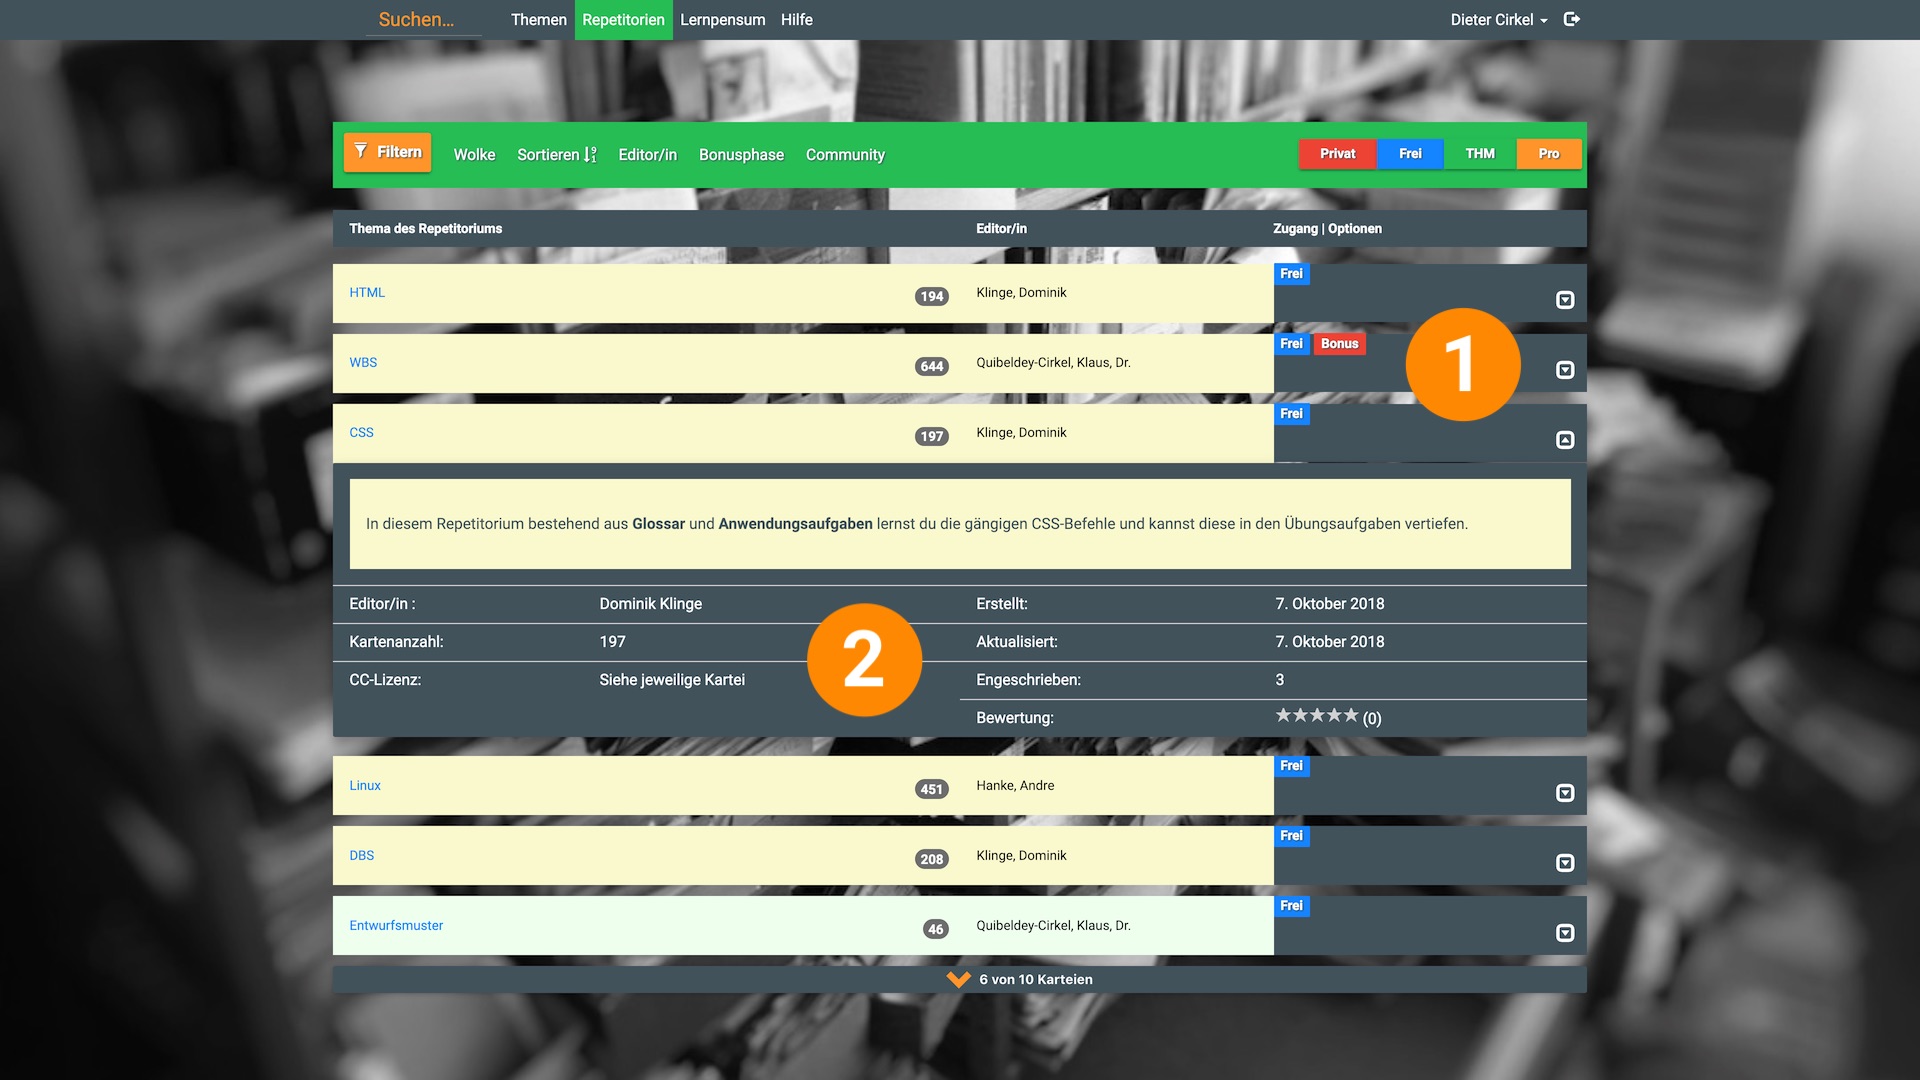 Suchen... Themen Repetitorien Lernpensum Hilfe Dieter Cirkel
Filtern Wolke Sortieren Editor/in Bonusphase Community Privat Frei THM Pro
Thema des Repetitoriums Editor/in Zugang | Optionen
Frei
HTML 194 Klinge, Dominik
Frei Bonus
WBS 644 Quibeldey-Cirkel, Klaus, Dr.
1
Frei
CSS 197 Klinge, Dominik
In diesem Repetitorium bestehend aus Glossar und Anwendungsaufgaben lernst du die gängigen CSS-Befehle und kannst diese in den Übungsaufgaben vertiefen.
Editor/in : Dominik Klinge Erstellt: 7. Oktober 2018
Kartenanzahl: 197 Aktualisiert: 7. Oktober 2018
2
CC-Lizenz: Siehe jeweilige Kartei Engeschrieben: 3
Bewertung: (0)
Frei
Linux 451 Hanke, Andre
Frei
DBS 208 Klinge, Dominik
Frei
Entwurfsmuster 46 Quibeldey-Cirkel, Klaus, Dr.
6 von 10 Karteien